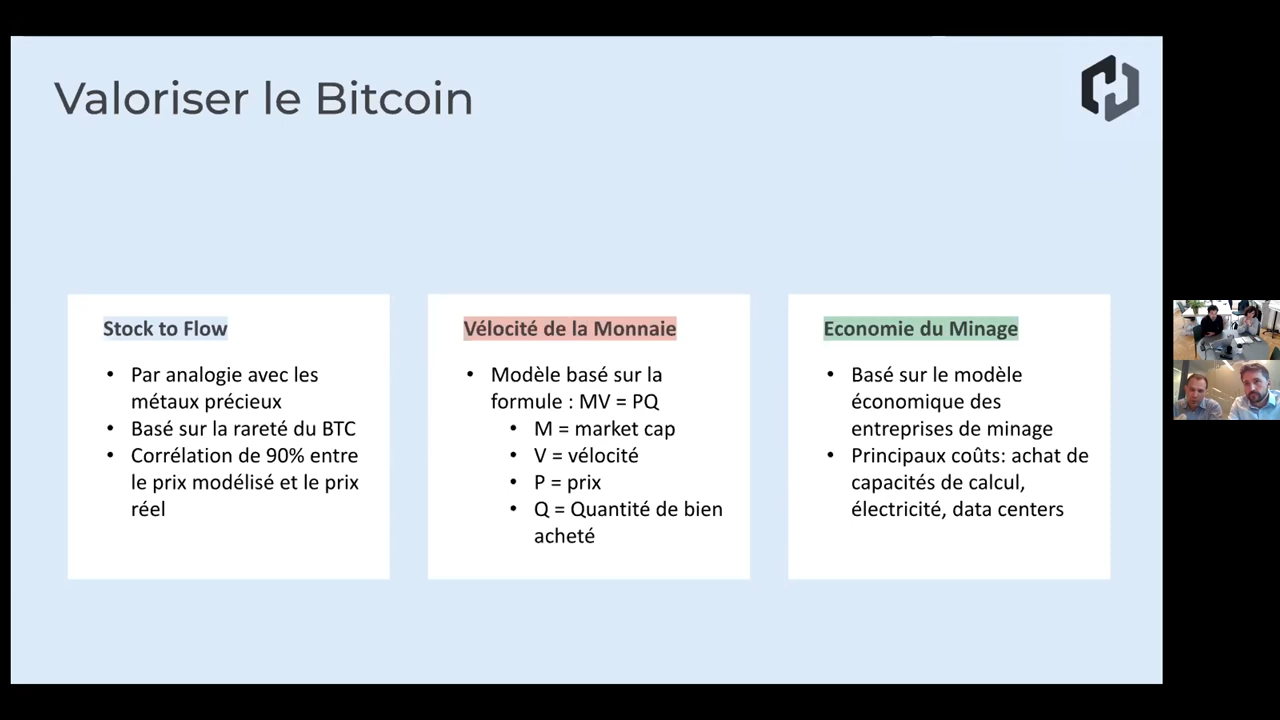 Valoriser le Bitcoin
Stock to Flow
• Par analogie avec les
métaux précieux
• Basé sur la rareté du BTC
• Corrélation de 90% entre
le prix modélisé et le prix
réel
Vélocité de la Monnaie
• Modèle basé sur la
formule : MV = PQ
• M = market cap
• V = vélocité
• P = prix
• Q = Quantité de bien
acheté
Economie du Minage
• Basé sur le modèle
économique des
entreprises de minage
• Principaux coûts: achat de
capacités de calcul,
électricité, data centers